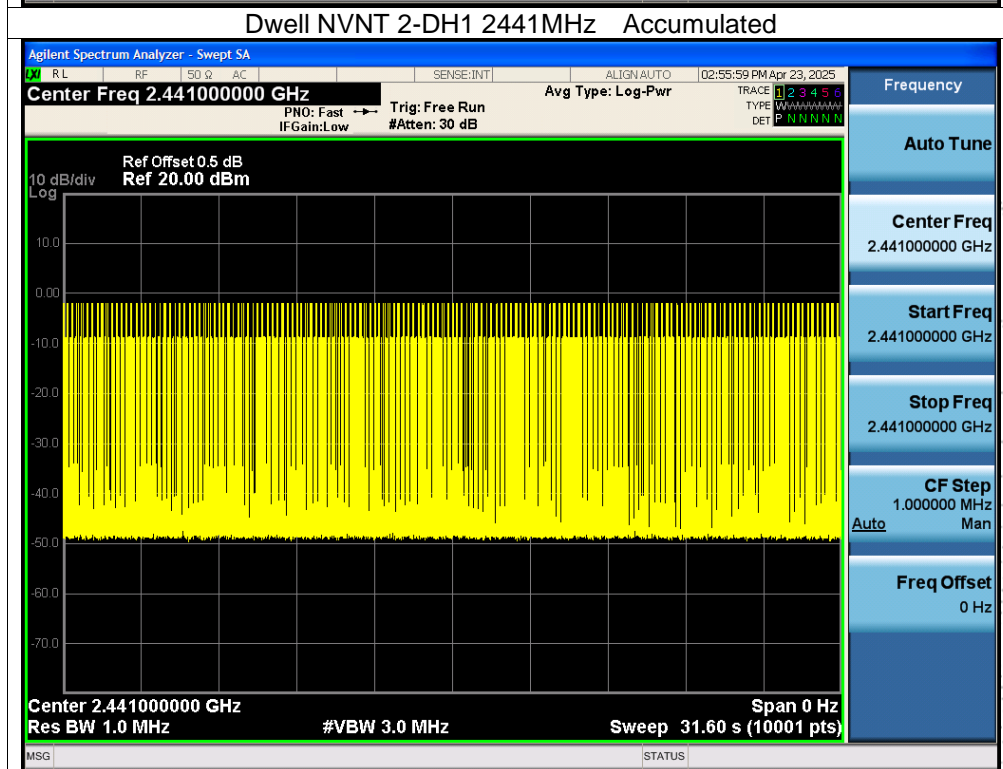 Dwell NVNT 2-DH1 2441MHz Accumulated
Agilent Spectrum Analyzer - Swept SA
LXI RL RF 50 Ω AC SENSE:INT ALIGN AUTO 02:55:59 PM Apr 23, 2025
Center Freq 2.441000000 GHz
PNO: Fast
IFGain:Low
Trig: Free Run
#Atten: 30 dB
Avg Type: Log-Pwr
TRACE 1 2 3 4 5 6
TYPE W
DET P N N N N N
Ref Offset 0.5 dB
10 dB/div Ref 20.00 dBm
Log
10.0
0.00
-10.0
-20.0
-30.0
-40.0
-50.0
-60.0
-70.0
Center 2.441000000 GHz Span 0 Hz
Res BW 1.0 MHz #VBW 3.0 MHz Sweep 31.60 s (10001 pts)
MSG STATUS
Frequency
Auto Tune
Center Freq
2.441000000 GHz
Start Freq
2.441000000 GHz
Stop Freq
2.441000000 GHz
CF Step
1.000000 MHz
Auto Man
Freq Offset
0 Hz